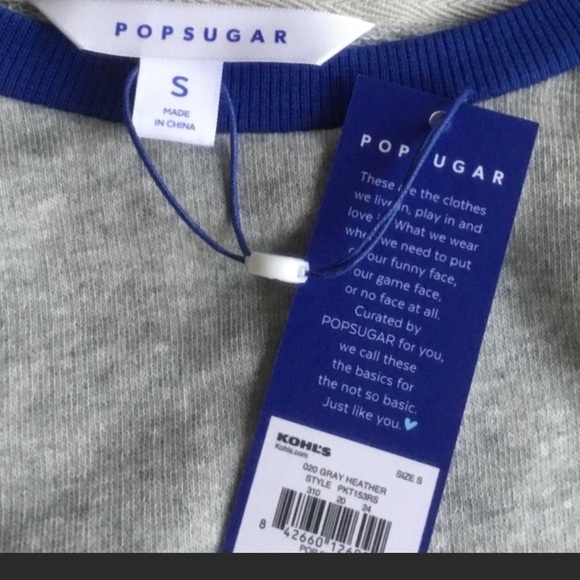 POPSUGAR
S
MADE
IN CHINA
POPSUGAR
These are the clothes
we live in, play in and
love in. What we wear
when we need to put
on our funny face,
our game face,
or no face at all.
Curated by
POPSUGAR for you,
we call these
the basics for
the not so basic.
Just like you.
KOHL'S
Kohls.com
SIZE S
020 GRAY HEATHER
STYLE PKT153RS
310 20 24
8 42660